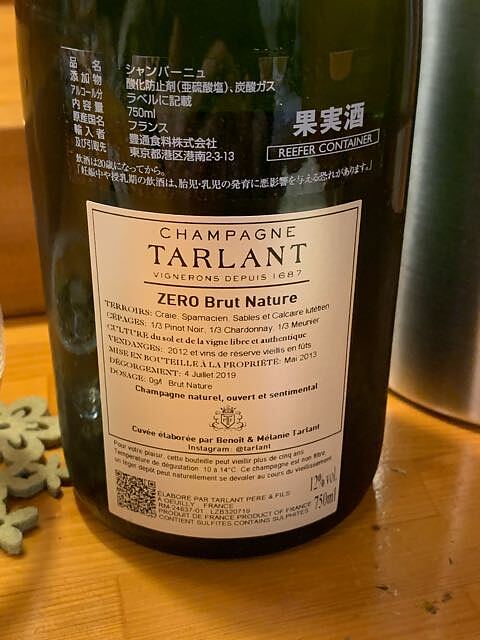 品名 シャンパーニュ
添加物 酸化防止剤(亜硫酸塩)、炭酸ガス
アルコール分 ラベルに記載
内容量 750ml
原産国名 フランス
輸入者 豊通食料株式会社
及び引取先 東京都港区港南2-3-13
果実酒
REEFER CONTAINER
飲酒は20歳になってから。
「妊娠中や授乳期の飲酒は、胎児・乳児の発育に悪影響を与える恐れがあります。」
CHAMPAGNE
TARLANT
VIGNERONS DEPUIS 1687
ZERO Brut Nature
TERROIRS: Craie, Sparnacien, Sables et Calcaire lutétien
CÉPAGES: 1/3 Pinot Noir, 1/3 Chardonnay, 1/3 Meunier
CULTURE du sol et de la vigne libre et authentique
VENDANGES: 2012 et vins de réserve vieillis en fûts
MISE EN BOUTEILLE À LA PROPRIÉTÉ: Mai 2013
DÉGORGEMENT: 4 Juillet 2019
DOSAGE: 0g/l Brut Nature
Champagne naturel, ouvert et sentimental
Cuvée élaborée par Benoît & Mélanie Tarlant
Instagram: @tarlant
Pour votre plaisir, cette bouteille peut vieillir plus de cinq ans.
Température de dégustation 10 à 14°C. Ce champagne est non filtré,
un léger dépôt peut naturellement se dévoiler au cours du vieillissement.
ELABORÉ PAR TARLANT PERE & FILS
A OEUILLY FRANCE
RM-24837-01 LZB320719
PRODUIT DE FRANCE PRODUCT OF FRANCE
CONTIENT SULFITES CONTAINS SULPHITES
12% vol.
750ml